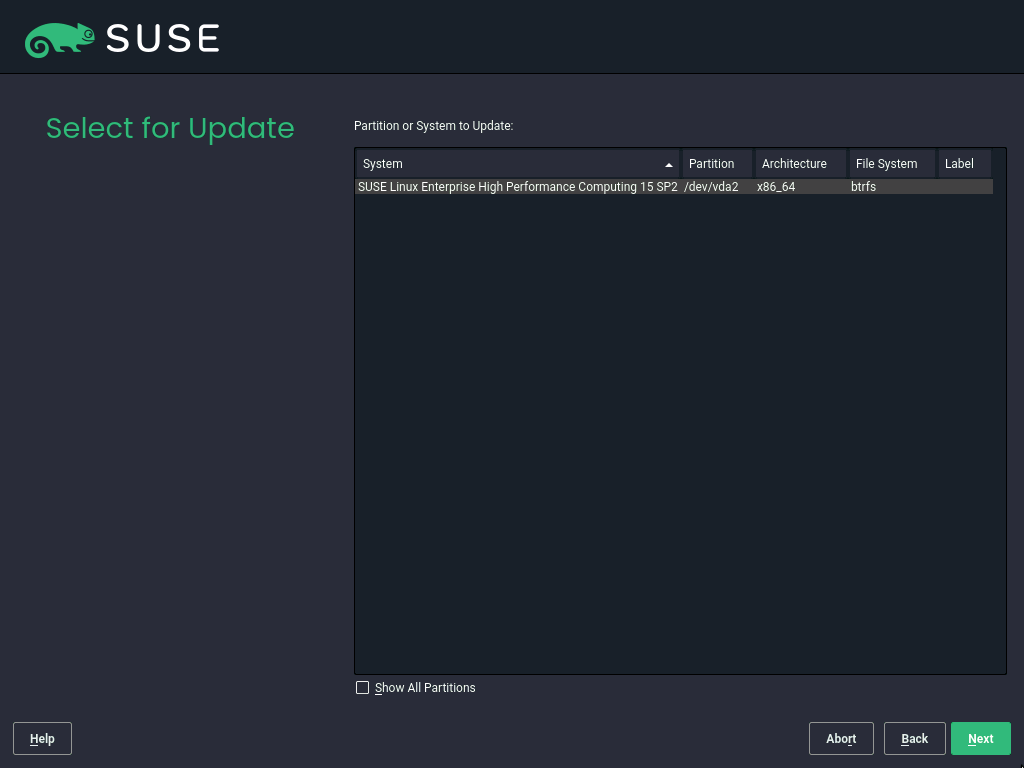 SUSE
Select for Update
Partition or System to Update:
System Partition Architecture File System Label
SUSE Linux Enterprise High Performance Computing 15 SP2 /dev/vda2 x86_64 btrfs
Show All Partitions
Help Abort Back Next